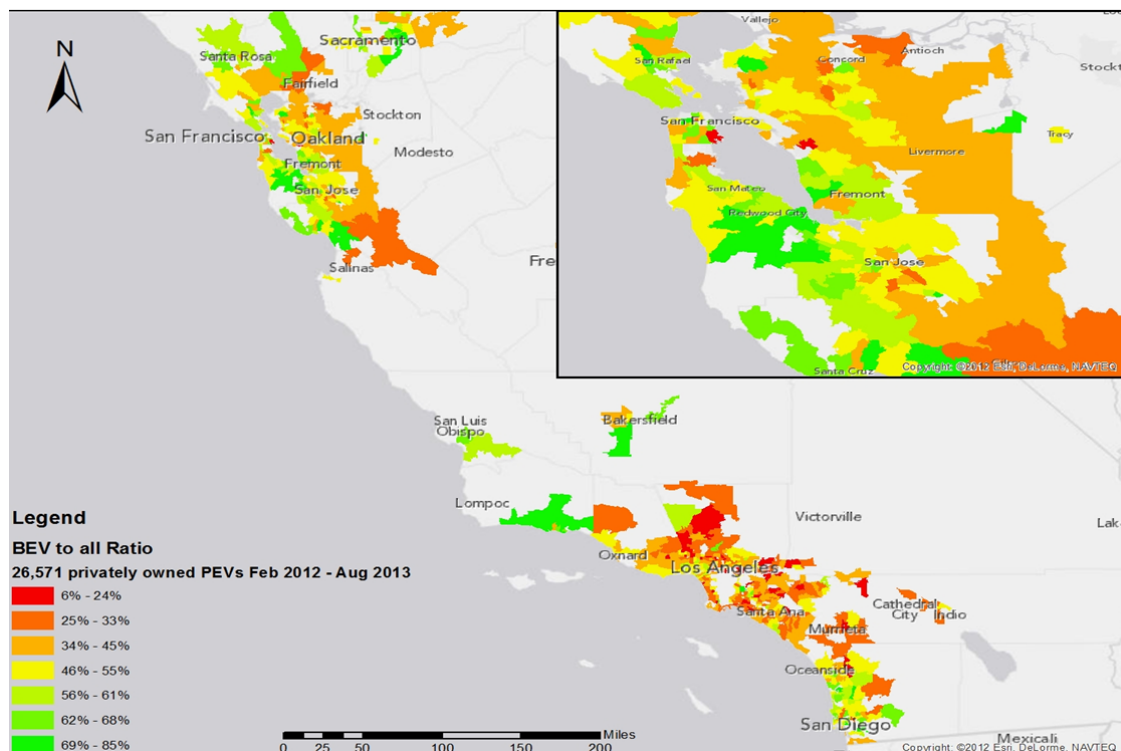 N
Santa Rosa
Sacramento
Fairfield
Stockton
San Francisco
Oakland
Modesto
Fremont
San Jose
Salinas
Fre
Vallejo
San Rafael
Concord
Antioch
Stockt
San Francisco
Tracy
Livermore
San Mateo
Fremont
Redwood City
San Jose
Santa Cruz
Copyright: ©2012 Esri, DeLorme, NAVTEQ
San Luis
Obispo
Bakersfield
Lompoc
Victorville
Lak
Oxnard
Los Angeles
Santa Ana
Cathedral
City
Indio
Murrieta
Oceanside
San Diego
Mexicali
Legend
BEV to all Ratio
26,571 privately owned PEVs Feb 2012 - Aug 2013
6% - 24%
25% - 33%
34% - 45%
46% - 55%
56% - 61%
62% - 68%
69% - 85%
Miles
0 25 50 100 150 200
Copyright: ©2012 Esri, DeLorme, NAVTEQ